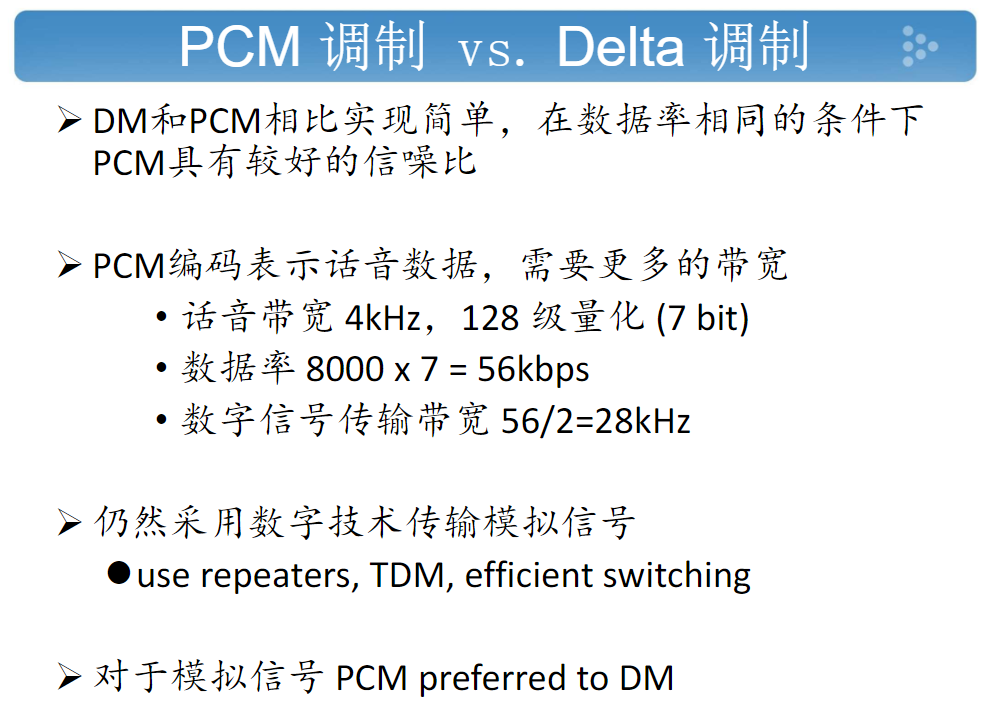 PCM 调制 vs. Delta 调制
➢ DM和PCM相比实现简单，在数据率相同的条件下
PCM具有较好的信噪比
➢ PCM编码表示话音数据，需要更多的带宽
• 话音带宽 4kHz，128 级量化 (7 bit)
• 数据率 8000 x 7 = 56kbps
• 数字信号传输带宽 56/2=28kHz
➢ 仍然采用数字技术传输模拟信号
●use repeaters, TDM, efficient switching
➢ 对于模拟信号 PCM preferred to DM